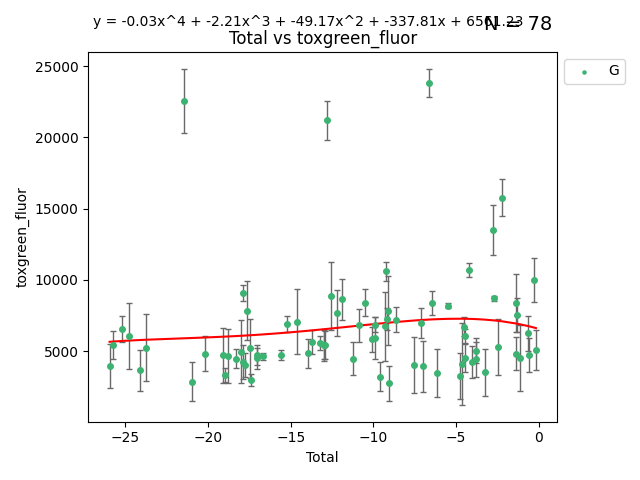 y = -0.03x^4 + -2.21x^3 + -49.17x^2 + -337.81x + 6561.23
N = 78
Total vs toxgreen_fluor
G
25000
20000
15000
10000
5000
toxgreen_fluor
−25 −20 −15 −10 −5 0
Total